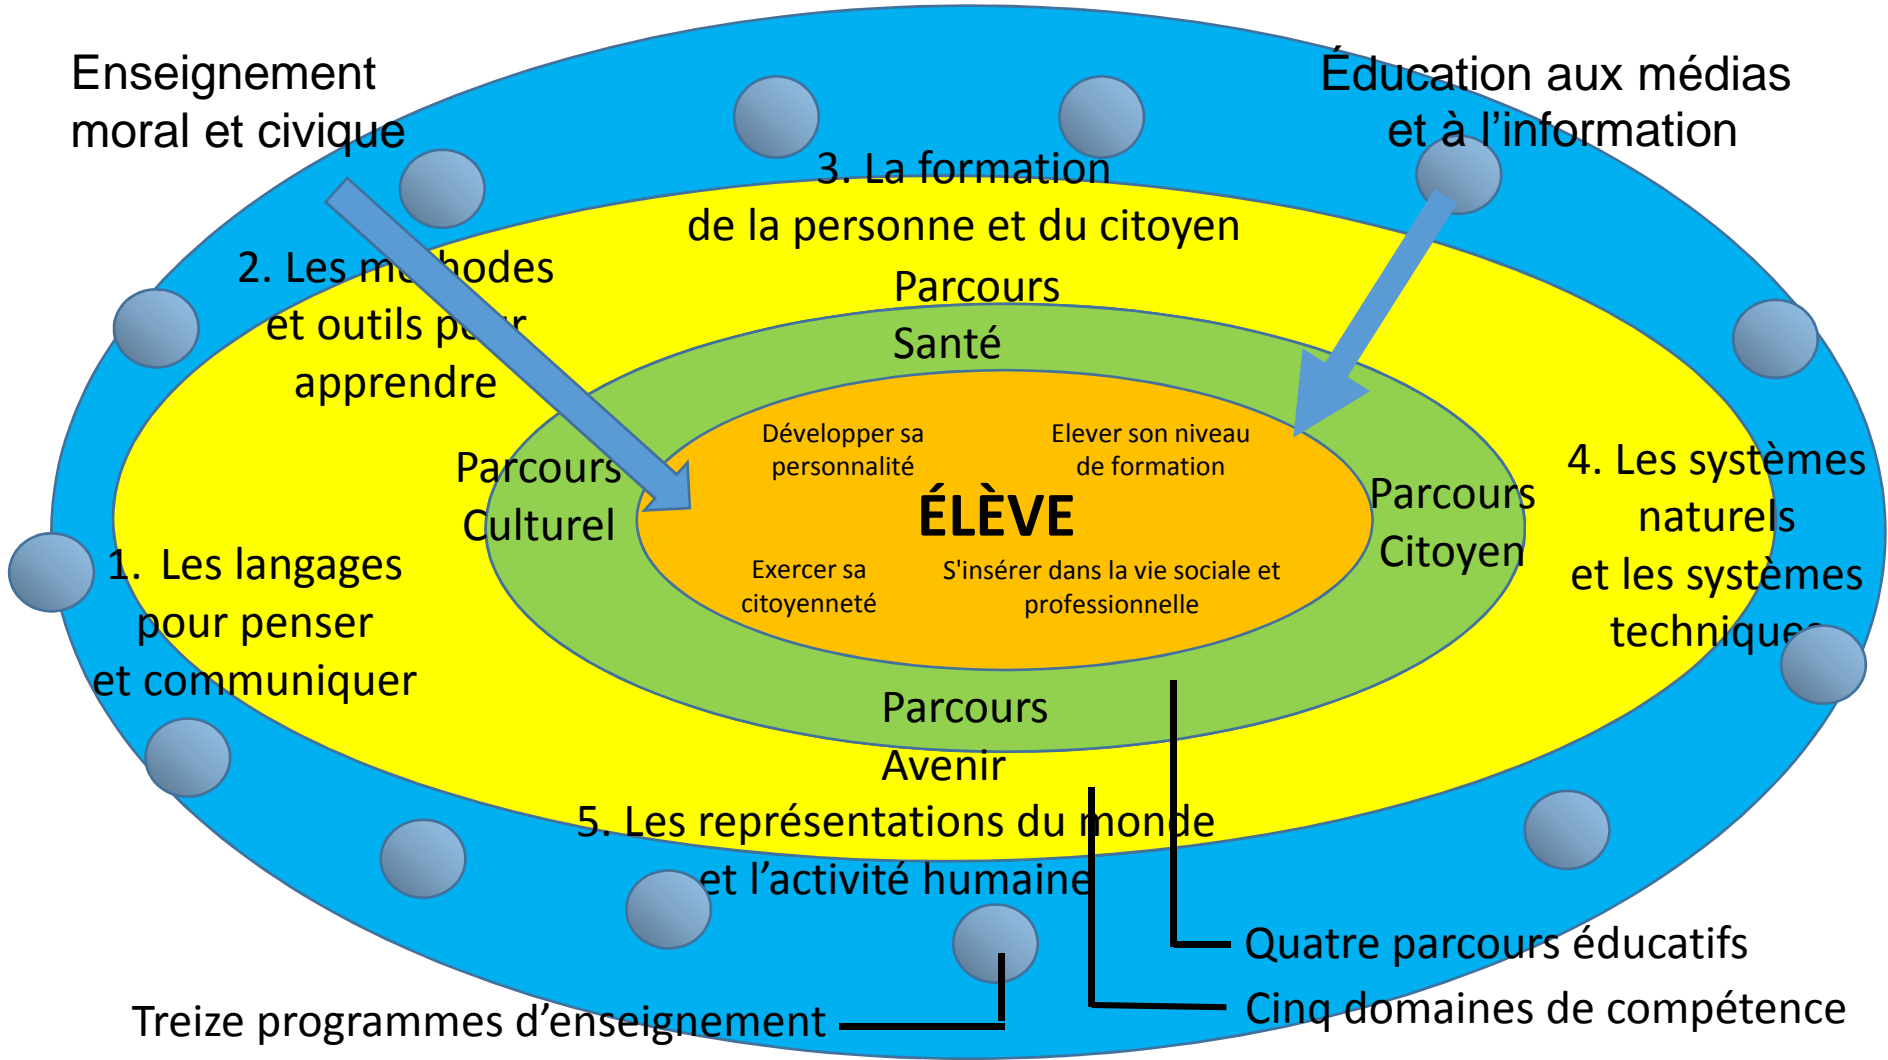 Enseignement
moral et civique
Éducation aux médias
et à l’information
3. La formation
de la personne et du citoyen
2. Les méthodes
et outils pour
apprendre
Parcours
Santé
Développer sa
personnalité
Elever son niveau
de formation
Parcours
Culturel
ÉLÈVE
Parcours
Citoyen
4. Les systèmes
naturels
et les systèmes
techniques
1. Les langages
pour penser
et communiquer
Exercer sa
citoyenneté
S'insérer dans la vie sociale et
professionnelle
Parcours
Avenir
5. Les représentations du monde
et l’activité humaine
Quatre parcours éducatifs
Cinq domaines de compétence
Treize programmes d’enseignement